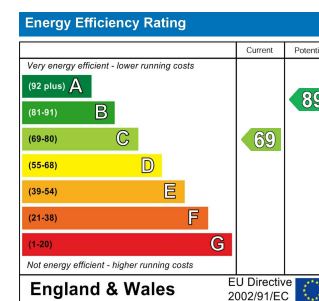 Energy Efficiency Rating
Current Potenti
Very energy efficient - lower running costs
(92 plus) A
(81-91) B
(69-80) C
(55-68) D
(39-54) E
(21-38) F
(1-20) G
69
89
Not energy efficient - higher running costs
England & Wales
EU Directive
2002/91/EC